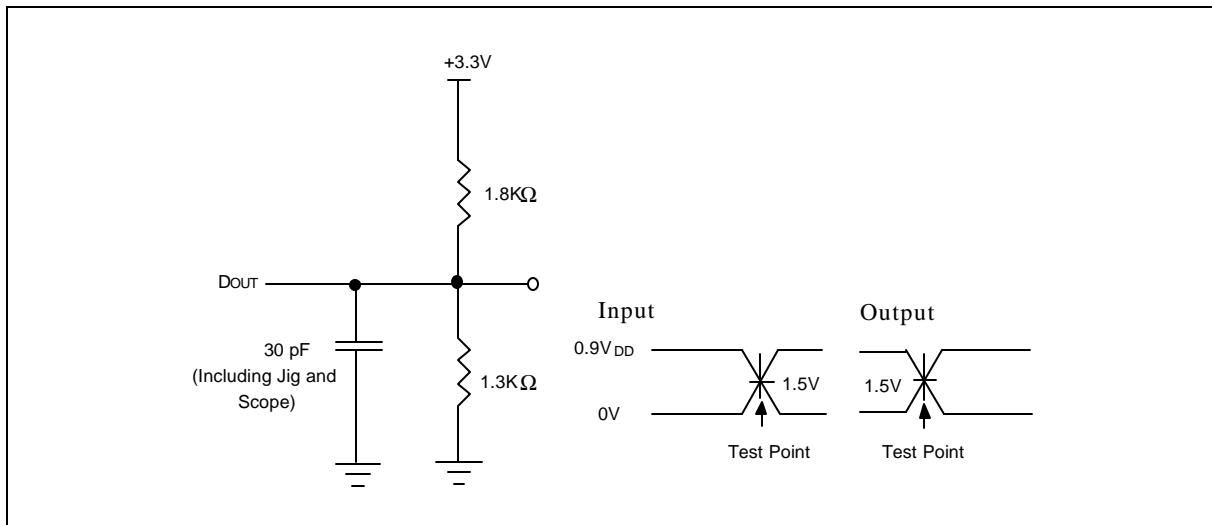 +3.3V
1.8KΩ
DOUT
30 pF
(Including Jig and
Scope)
1.3KΩ
Input
Output
0.9VDD
1.5V
1.5V
0V
Test Point
Test Point